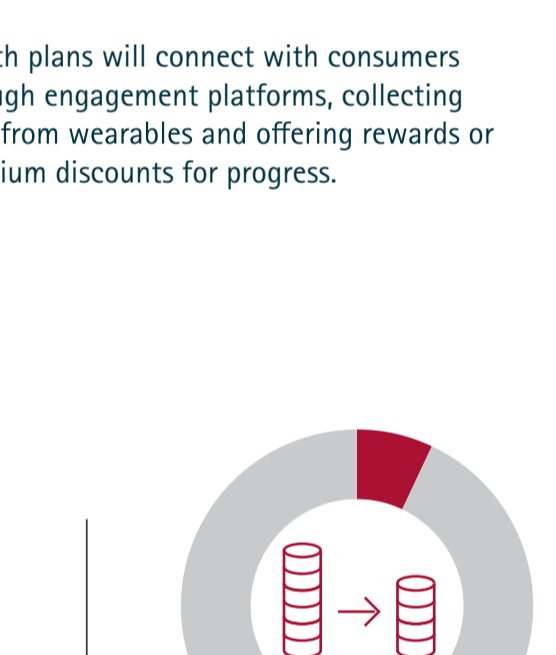 th plans will connect with consumers
ugh engagement platforms, collecting
from wearables and offering rewards or
ium discounts for progress.